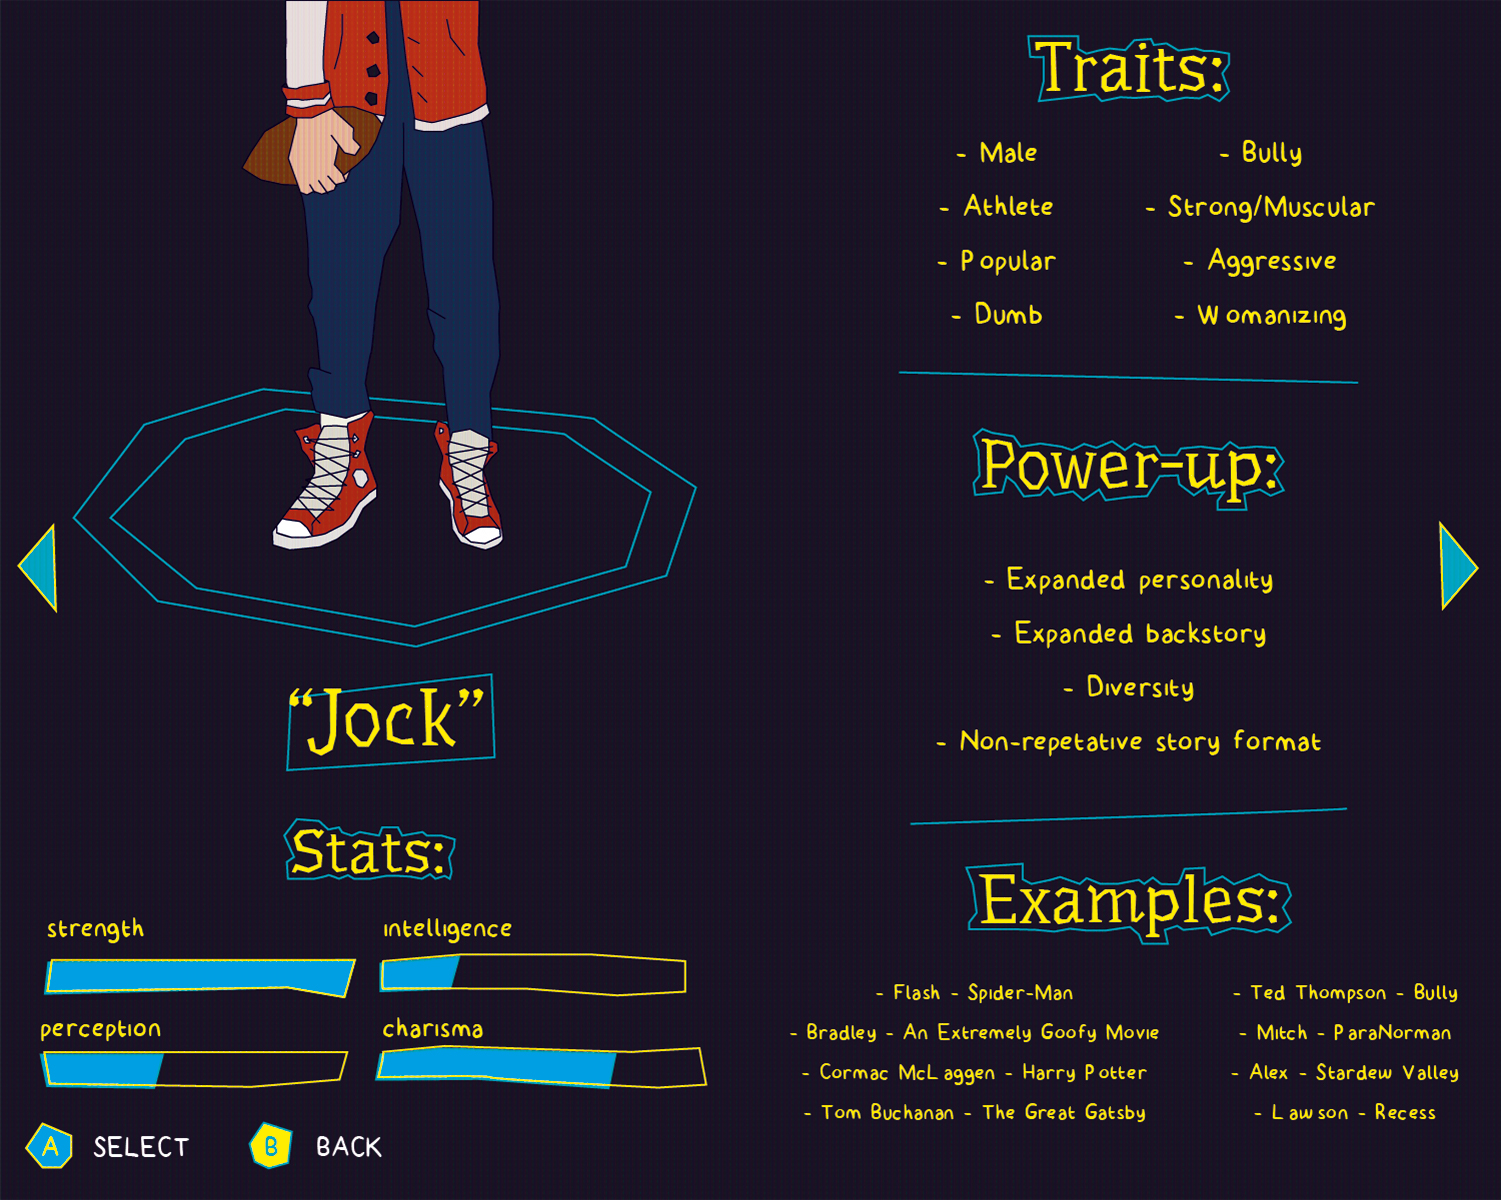 Traits:
- Male
- Bully
- Athlete
- Strong/Muscular
- Popular
- Aggressive
- Dumb
- Womanizing
Power-up:
- Expanded personality
- Expanded backstory
- Diversity
- Non-repetative story format
"Jock"
Stats:
strength
intelligence
perception
charisma
A SELECT
B BACK
Examples:
- Flash - Spider-Man
- Ted Thompson - Bully
- Bradley - An Extremely Goofy Movie
- Mitch - ParaNorman
- Cormac McLaggen - Harry Potter
- Alex - Stardew Valley
- Tom Buchanan - The Great Gatsby
- Lawson - Recess